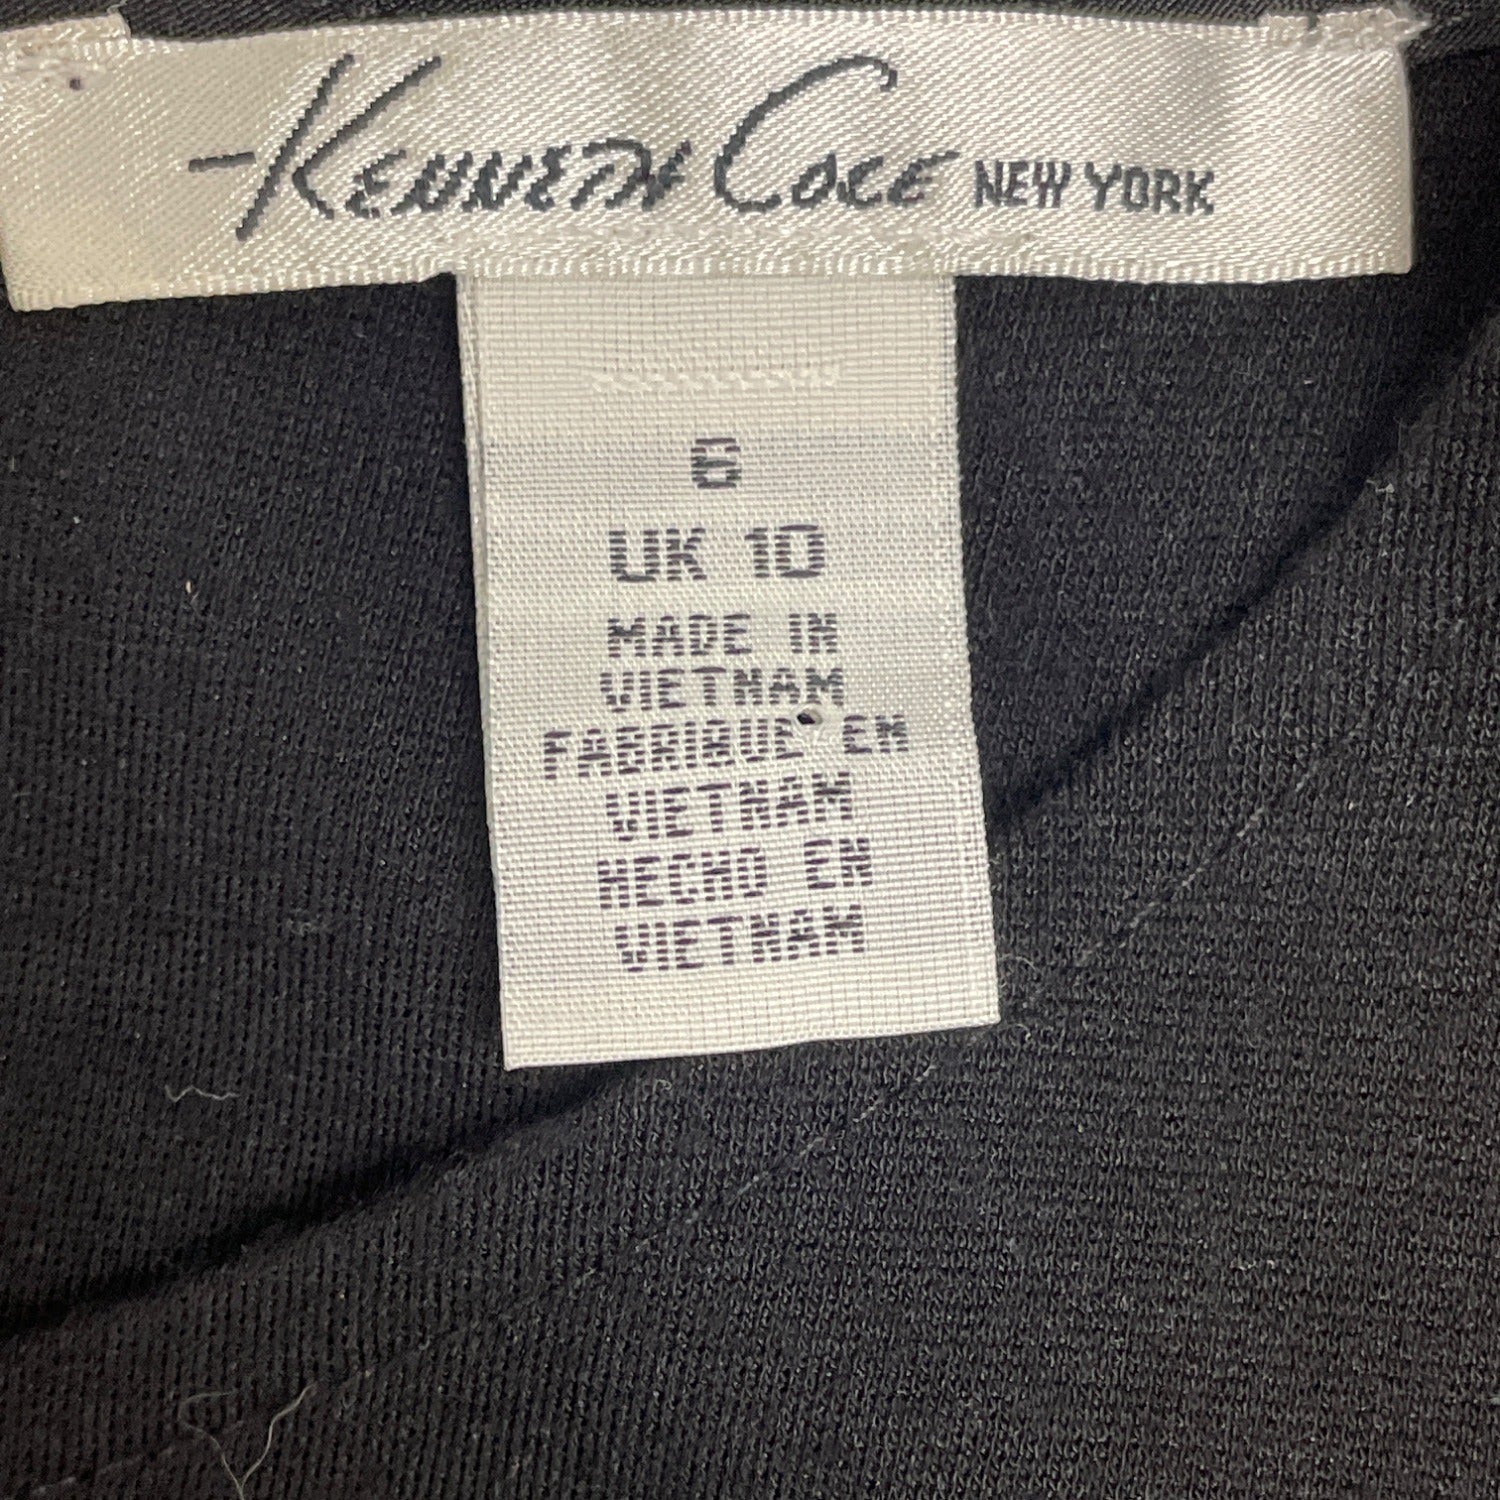 KENNETH COLE NEW YORK
6
UK 10
MADE IN
VIETNAM
FABRIQUE' EN
VIETNAM
HECHO EN
VIETNAM